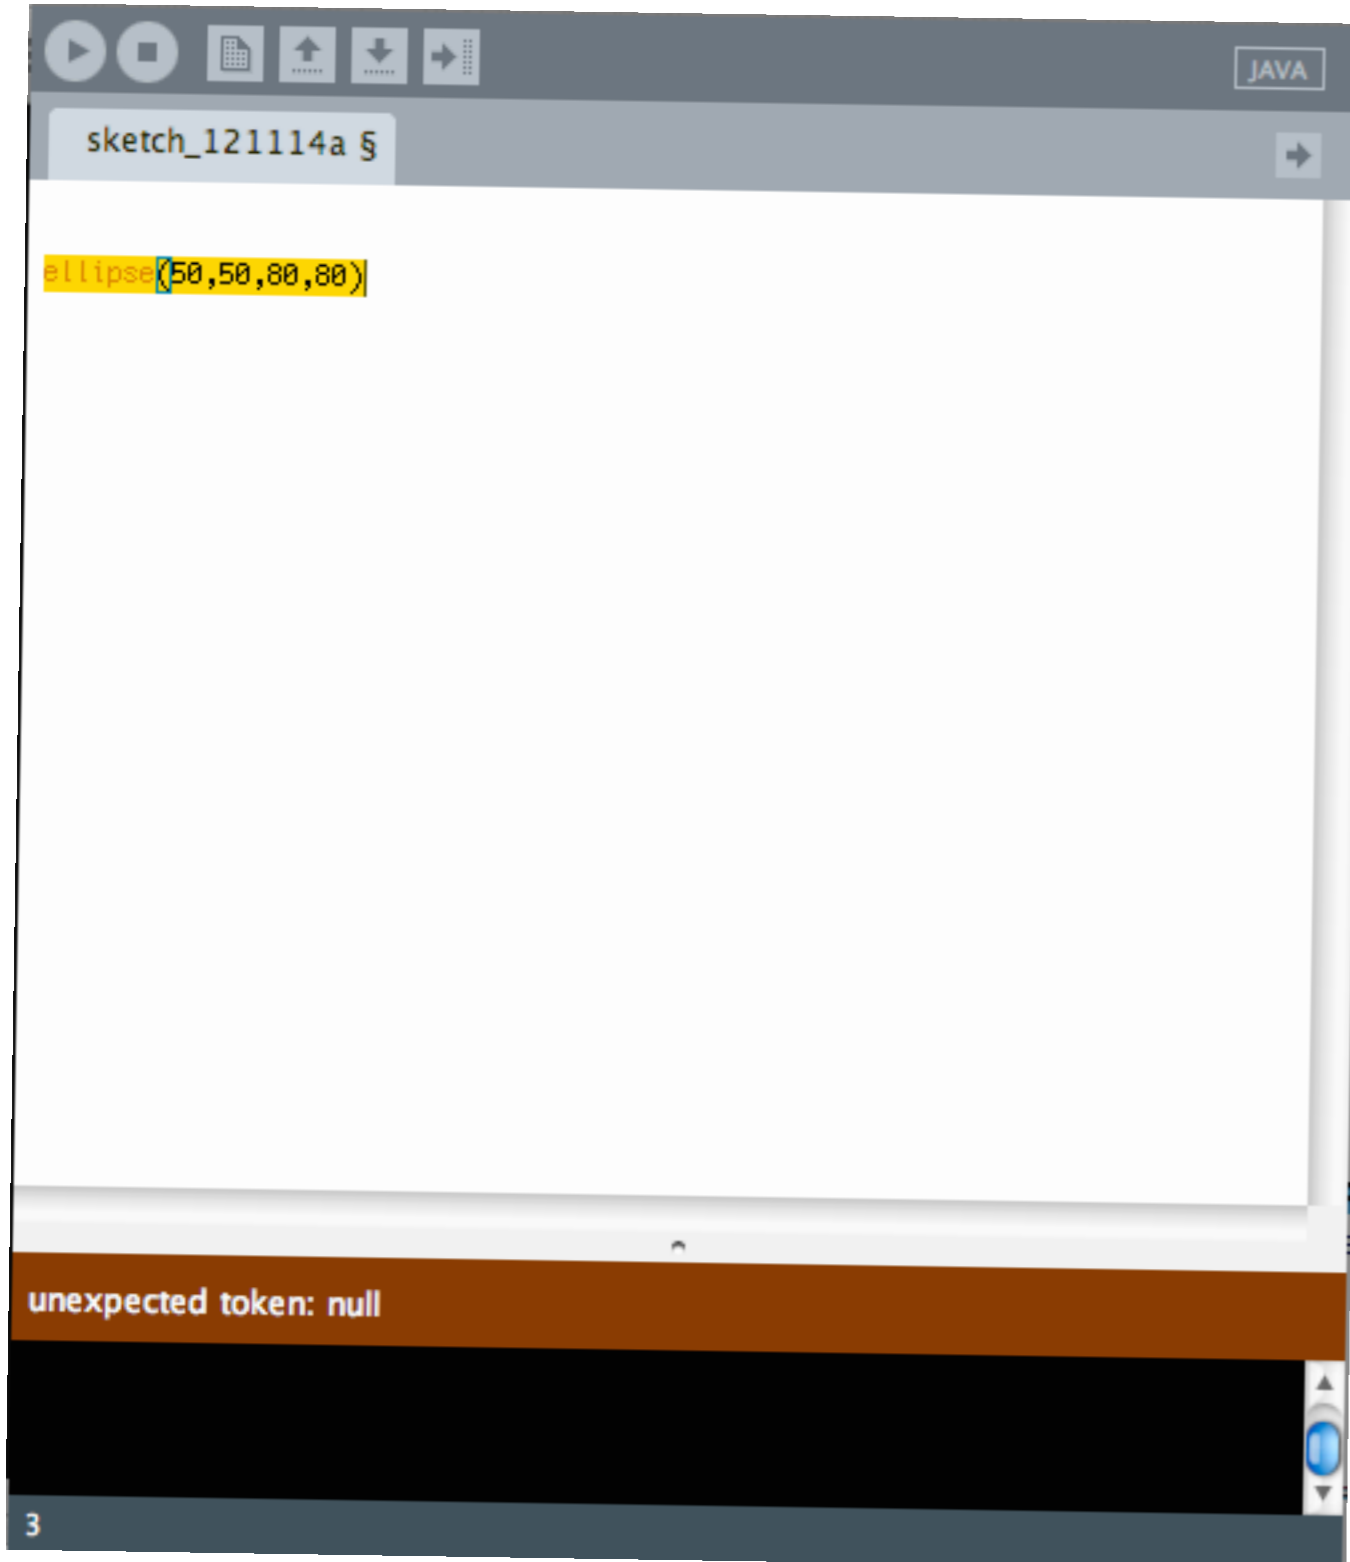 JAVA
sketch_121114a §
ellipse(50,50,80,80)
unexpected token: null
3